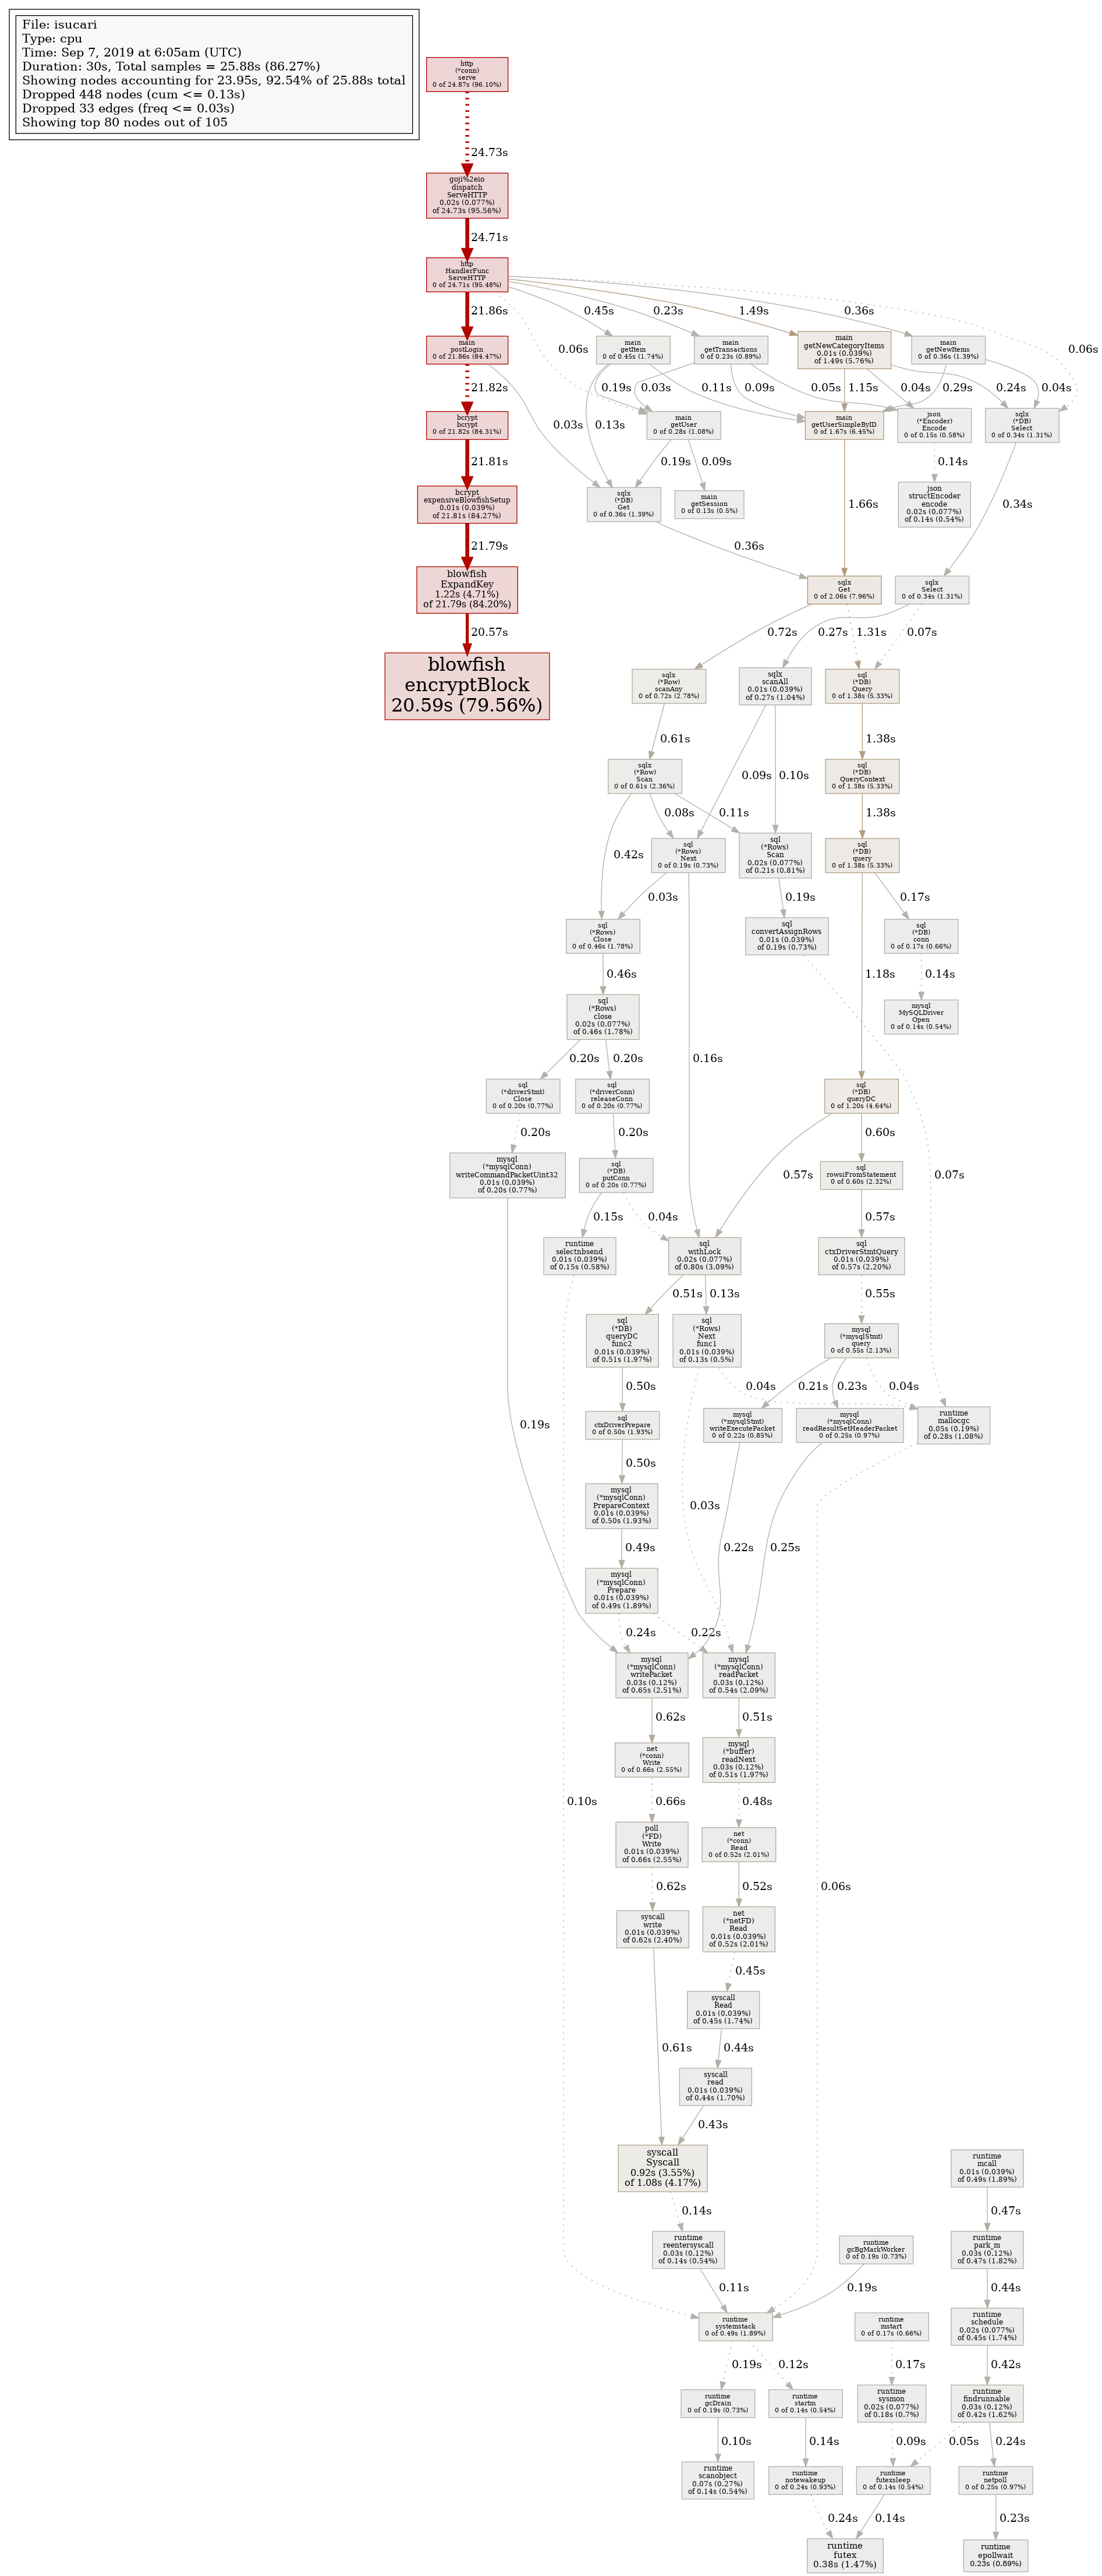 File: isucari
Type: cpu
Time: Sep 7, 2019 at 6:05am (UTC)
Duration: 30s, Total samples = 25.88s (86.27%)
Showing nodes accounting for 23.95s, 92.54% of 25.88s total
Dropped 448 nodes (cum <= 0.13s)
Dropped 33 edges (freq <= 0.03s)
Showing top 80 nodes out of 105
http
(*conn)
serve
0 of 24.87s (96.10%)
24.73s
goji%2eio
dispatch
ServeHTTP
0.02s (0.077%)
of 24.73s (95.56%)
24.71s
http
HandlerFunc
ServeHTTP
0 of 24.71s (95.48%)
21.86s
0.06s
0.45s
0.23s
1.49s
0.36s
0.06s
main
postLogin
0 of 21.86s (84.47%)
main
getItem
0 of 0.45s (1.74%)
main
getTransactions
0 of 0.23s (0.89%)
main
getNewCategoryItems
0.01s (0.039%)
of 1.49s (5.76%)
main
getNewItems
0 of 0.36s (1.39%)
21.82s
0.03s
0.13s
0.19s
0.03s
0.11s
0.09s
0.05s
1.15s
0.04s
0.29s
0.24s
0.04s
bcrypt
bcrypt
0 of 21.82s (84.31%)
main
getUser
0 of 0.28s (1.08%)
main
getUserSimpleByID
0 of 1.67s (6.45%)
json
(*Encoder)
Encode
0 of 0.15s (0.58%)
sqlx
(*DB)
Select
0 of 0.34s (1.31%)
21.81s
0.19s
0.09s
1.66s
0.14s
0.34s
bcrypt
expensiveBlowfishSetup
0.01s (0.039%)
of 21.81s (84.27%)
sqlx
(*DB)
Get
0 of 0.36s (1.39%)
main
getSession
0 of 0.13s (0.5%)
json
structEncoder
encode
0.02s (0.077%)
of 0.14s (0.54%)
21.79s
0.36s
blowfish
ExpandKey
1.22s (4.71%)
of 21.79s (84.20%)
sqlx
Get
0 of 2.06s (7.96%)
sqlx
Select
0 of 0.34s (1.31%)
20.57s
0.72s
0.27s
1.31s
0.07s
blowfish
encryptBlock
20.59s (79.56%)
sqlx
(*Row)
scanAny
0 of 0.72s (2.78%)
sqlx
scanAll
0.01s (0.039%)
of 0.27s (1.04%)
sql
(*DB)
Query
0 of 1.38s (5.33%)
0.61s
0.09s
0.10s
1.38s
sqlx
(*Row)
Scan
0 of 0.61s (2.36%)
sql
(*DB)
QueryContext
0 of 1.38s (5.33%)
0.42s
0.08s
0.11s
1.38s
sql
(*Rows)
Next
0 of 0.19s (0.73%)
sql
(*Rows)
Scan
0.02s (0.077%)
of 0.21s (0.81%)
sql
(*DB)
query
0 of 1.38s (5.33%)
0.03s
0.16s
0.19s
1.18s
0.17s
sql
(*Rows)
Close
0 of 0.46s (1.78%)
sql
convertAssignRows
0.01s (0.039%)
of 0.19s (0.73%)
sql
(*DB)
conn
0 of 0.17s (0.66%)
0.46s
0.07s
0.14s
sql
(*Rows)
close
0.02s (0.077%)
of 0.46s (1.78%)
mysql
MySQLDriver
Open
0 of 0.14s (0.54%)
0.20s
0.20s
sql
(*driverStmt)
Close
0 of 0.20s (0.77%)
sql
(*driverConn)
releaseConn
0 of 0.20s (0.77%)
sql
(*DB)
queryDC
0 of 1.20s (4.64%)
0.20s
0.20s
0.57s
0.60s
mysql
(*mysqlConn)
writeCommandPacketUint32
0.01s (0.039%)
of 0.20s (0.77%)
sql
(*DB)
putConn
0 of 0.20s (0.77%)
sql
rowsiFromStatement
0 of 0.60s (2.32%)
0.19s
0.15s
0.04s
0.57s
runtime
selectnbsend
0.01s (0.039%)
of 0.15s (0.58%)
sql
withLock
0.02s (0.077%)
of 0.80s (3.09%)
sql
ctxDriverStmtQuery
0.01s (0.039%)
of 0.57s (2.20%)
0.10s
0.51s
0.13s
0.55s
sql
(*DB)
queryDC
func2
0.01s (0.039%)
of 0.51s (1.97%)
sql
(*Rows)
Next
func1
0.01s (0.039%)
of 0.13s (0.5%)
mysql
(*mysqlStmt)
query
0 of 0.55s (2.13%)
0.50s
0.03s
0.04s
0.21s
0.23s
0.04s
sql
ctxDriverPrepare
0 of 0.50s (1.93%)
mysql
(*mysqlStmt)
writeExecutePacket
0 of 0.22s (0.85%)
mysql
(*mysqlConn)
readResultSetHeaderPacket
0 of 0.25s (0.97%)
runtime
mallocgc
0.05s (0.19%)
of 0.28s (1.08%)
0.50s
0.22s
0.25s
0.06s
mysql
(*mysqlConn)
PrepareContext
0.01s (0.039%)
of 0.50s (1.93%)
0.49s
mysql
(*mysqlConn)
Prepare
0.01s (0.039%)
of 0.49s (1.89%)
0.24s
0.22s
mysql
(*mysqlConn)
writePacket
0.03s (0.12%)
of 0.65s (2.51%)
mysql
(*mysqlConn)
readPacket
0.03s (0.12%)
of 0.54s (2.09%)
0.62s
0.51s
net
(*conn)
Write
0 of 0.66s (2.55%)
mysql
(*buffer)
readNext
0.03s (0.12%)
of 0.51s (1.97%)
0.66s
0.48s
poll
(*FD)
Write
0.01s (0.039%)
of 0.66s (2.55%)
net
(*conn)
Read
0 of 0.52s (2.01%)
0.62s
0.52s
syscall
write
0.01s (0.039%)
of 0.62s (2.40%)
net
(*netFD)
Read
0.01s (0.039%)
of 0.52s (2.01%)
0.61s
0.45s
syscall
Read
0.01s (0.039%)
of 0.45s (1.74%)
0.44s
syscall
read
0.01s (0.039%)
of 0.44s (1.70%)
0.43s
syscall
Syscall
0.92s (3.55%)
of 1.08s (4.17%)
runtime
mcall
0.01s (0.039%)
of 0.49s (1.89%)
0.14s
0.47s
runtime
reentersyscall
0.03s (0.12%)
of 0.14s (0.54%)
runtime
gcBgMarkWorker
0 of 0.19s (0.73%)
runtime
park_m
0.03s (0.12%)
of 0.47s (1.82%)
0.11s
0.19s
0.44s
runtime
systemstack
0 of 0.49s (1.89%)
runtime
mstart
0 of 0.17s (0.66%)
runtime
schedule
0.02s (0.077%)
of 0.45s (1.74%)
0.19s
0.12s
0.17s
0.42s
runtime
gcDrain
0 of 0.19s (0.73%)
runtime
startm
0 of 0.14s (0.54%)
runtime
sysmon
0.02s (0.077%)
of 0.18s (0.7%)
runtime
findrunnable
0.03s (0.12%)
of 0.42s (1.62%)
0.10s
0.14s
0.09s
0.05s
0.24s
runtime
scanobject
0.07s (0.27%)
of 0.14s (0.54%)
runtime
notewakeup
0 of 0.24s (0.93%)
runtime
futexsleep
0 of 0.14s (0.54%)
runtime
netpoll
0 of 0.25s (0.97%)
0.24s
0.14s
0.23s
runtime
futex
0.38s (1.47%)
runtime
epollwait
0.23s (0.89%)